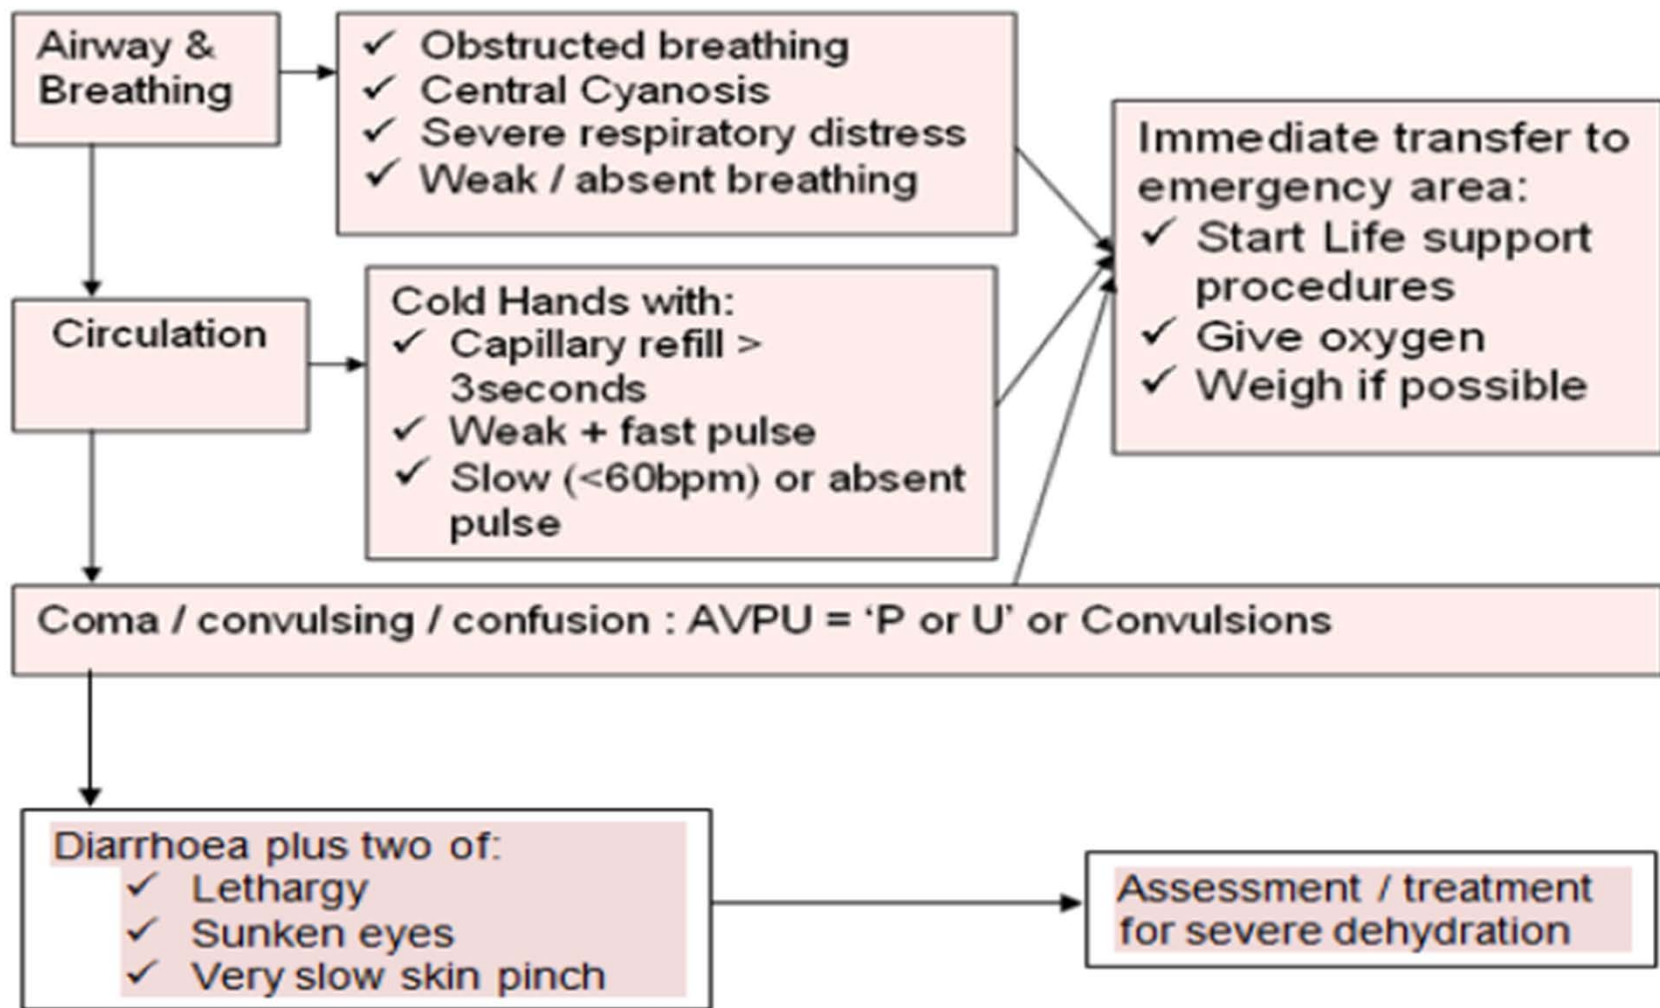 Airway &
Breathing
✓ Obstructed breathing
✓ Central Cyanosis
✓ Severe respiratory distress
✓ Weak / absent breathing
Immediate transfer to
emergency area:
✓ Start Life support
procedures
✓ Give oxygen
✓ Weigh if possible
Circulation
Cold Hands with:
✓ Capillary refill >
3seconds
✓ Weak + fast pulse
✓ Slow (<60bpm) or absent
pulse
Coma / convulsing / confusion : AVPU = ‘P or U’ or Convulsions
Diarrhoea plus two of:
✓ Lethargy
✓ Sunken eyes
✓ Very slow skin pinch
Assessment / treatment
for severe dehydration